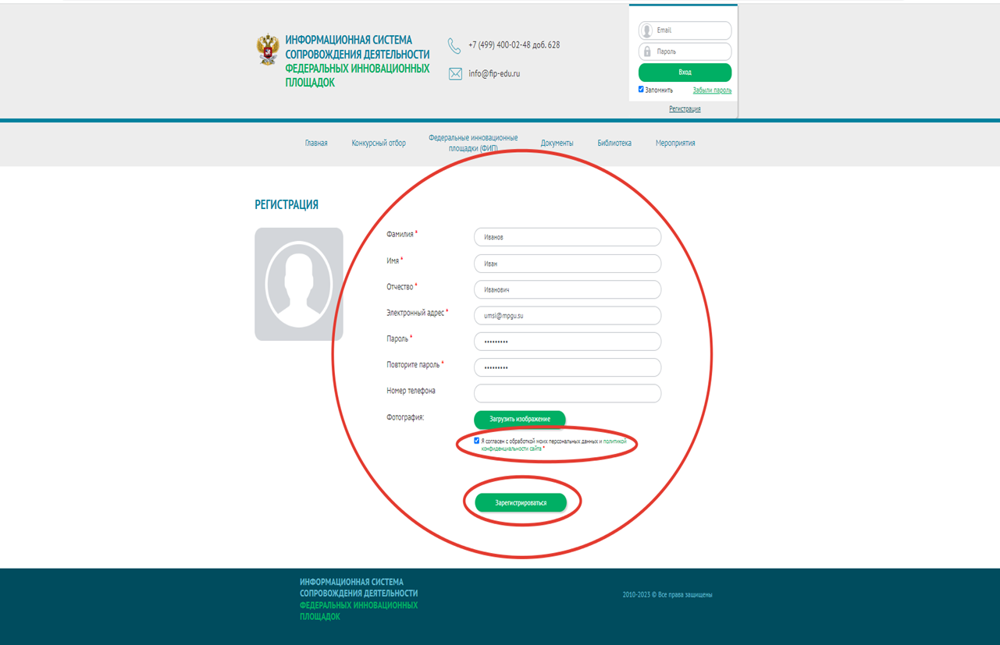 ИНФОРМАЦИОННАЯ СИСТЕМА
СОПРОВОЖДЕНИЯ ДЕЯТЕЛЬНОСТИ
ФЕДЕРАЛЬНЫХ ИННОВАЦИОННЫХ
ПЛОЩАДОК
+7 (499) 400-02-48 доб. 628
info@fip-edu.ru
Email
Пароль
Вход
Запомнить Забыли пароль
Регистрация
Главная Конкурсный отбор Федеральные инновационные площадки (ФИП) Документы Библиотека Мероприятия
РЕГИСТРАЦИЯ
Фамилия * Иванов
Имя * Иван
Отчество * Иванович
Электронный адрес * umsi@mpgu.su
Пароль * •••••••••
Повторите пароль * •••••••••
Номер телефона
Фотография: Загрузить изображение
Я согласен с обработкой моих персональных данных и политикой
конфиденциальности сайта *
Зарегистрироваться
ИНФОРМАЦИОННАЯ СИСТЕМА
СОПРОВОЖДЕНИЯ ДЕЯТЕЛЬНОСТИ
ФЕДЕРАЛЬНЫХ ИННОВАЦИОННЫХ
ПЛОЩАДОК
2010-2023 © Все права защищены